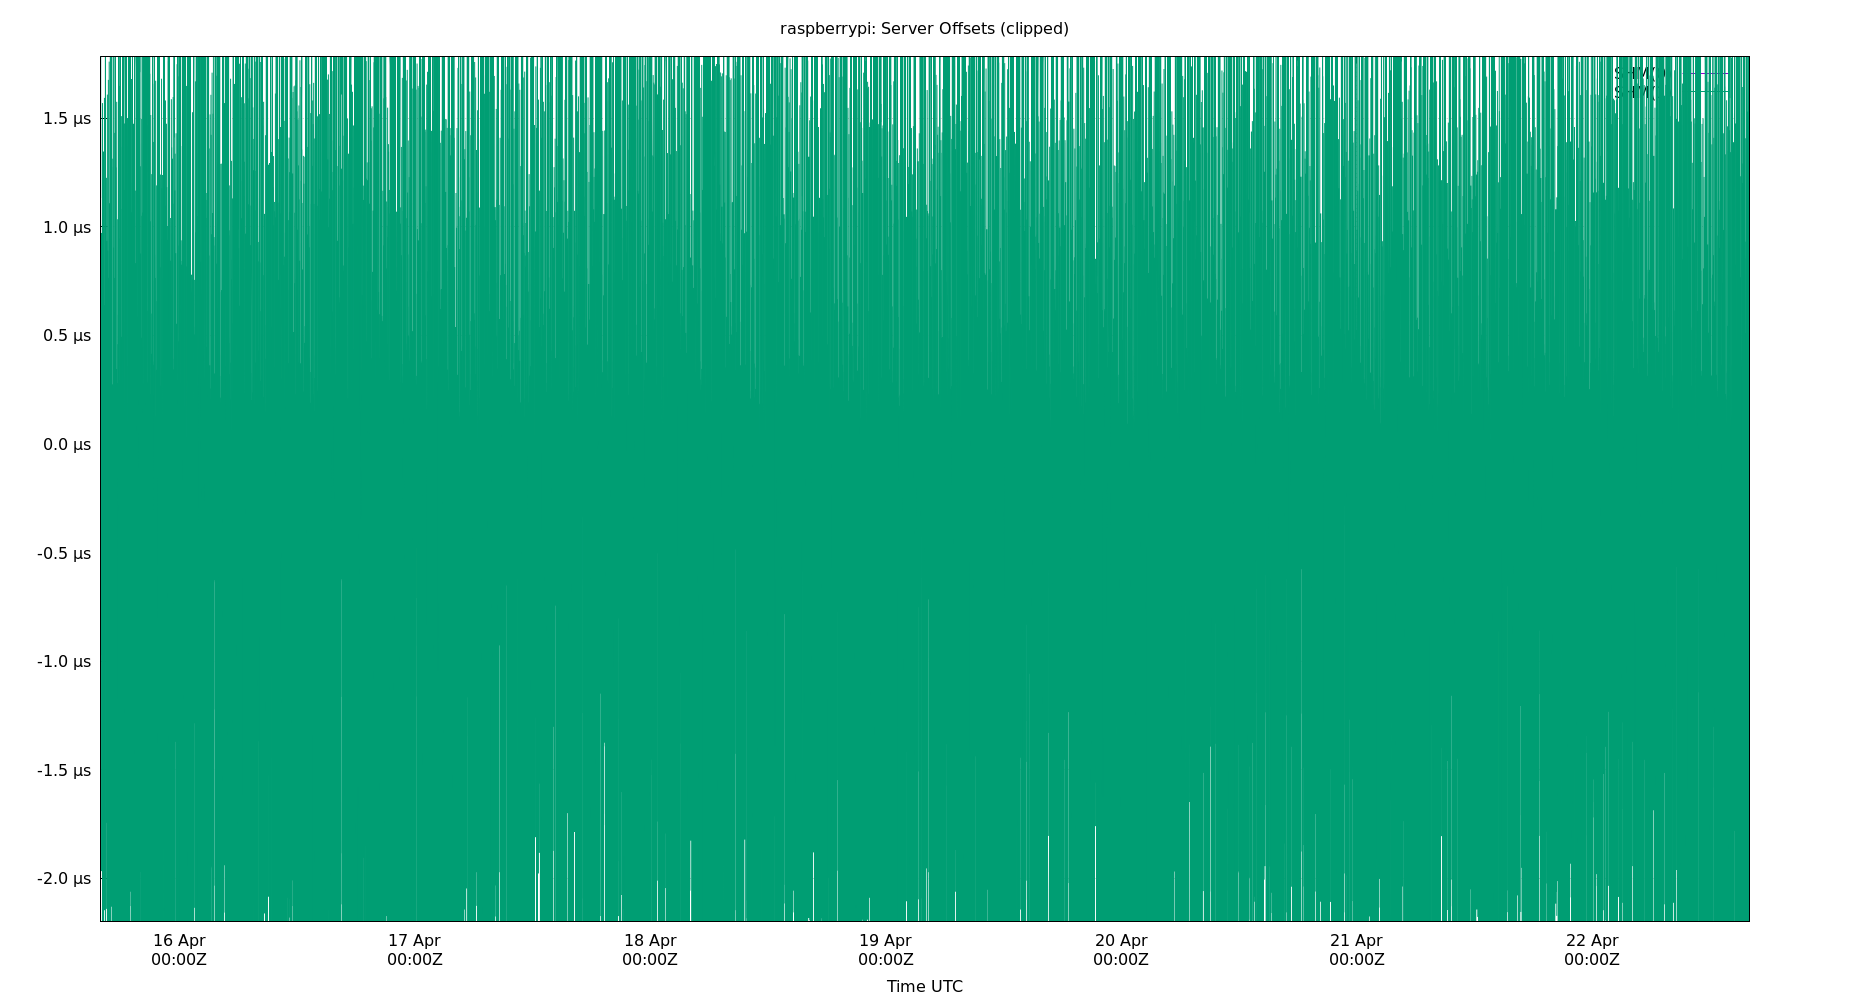 raspberrypi: Server Offsets (clipped)
1.5 µs
1.0 µs
0.5 µs
0.0 µs
-0.5 µs
-1.0 µs
-1.5 µs
-2.0 µs
16 Apr
00:00Z
17 Apr
00:00Z
18 Apr
00:00Z
19 Apr
00:00Z
20 Apr
00:00Z
21 Apr
00:00Z
22 Apr
00:00Z
Time UTC